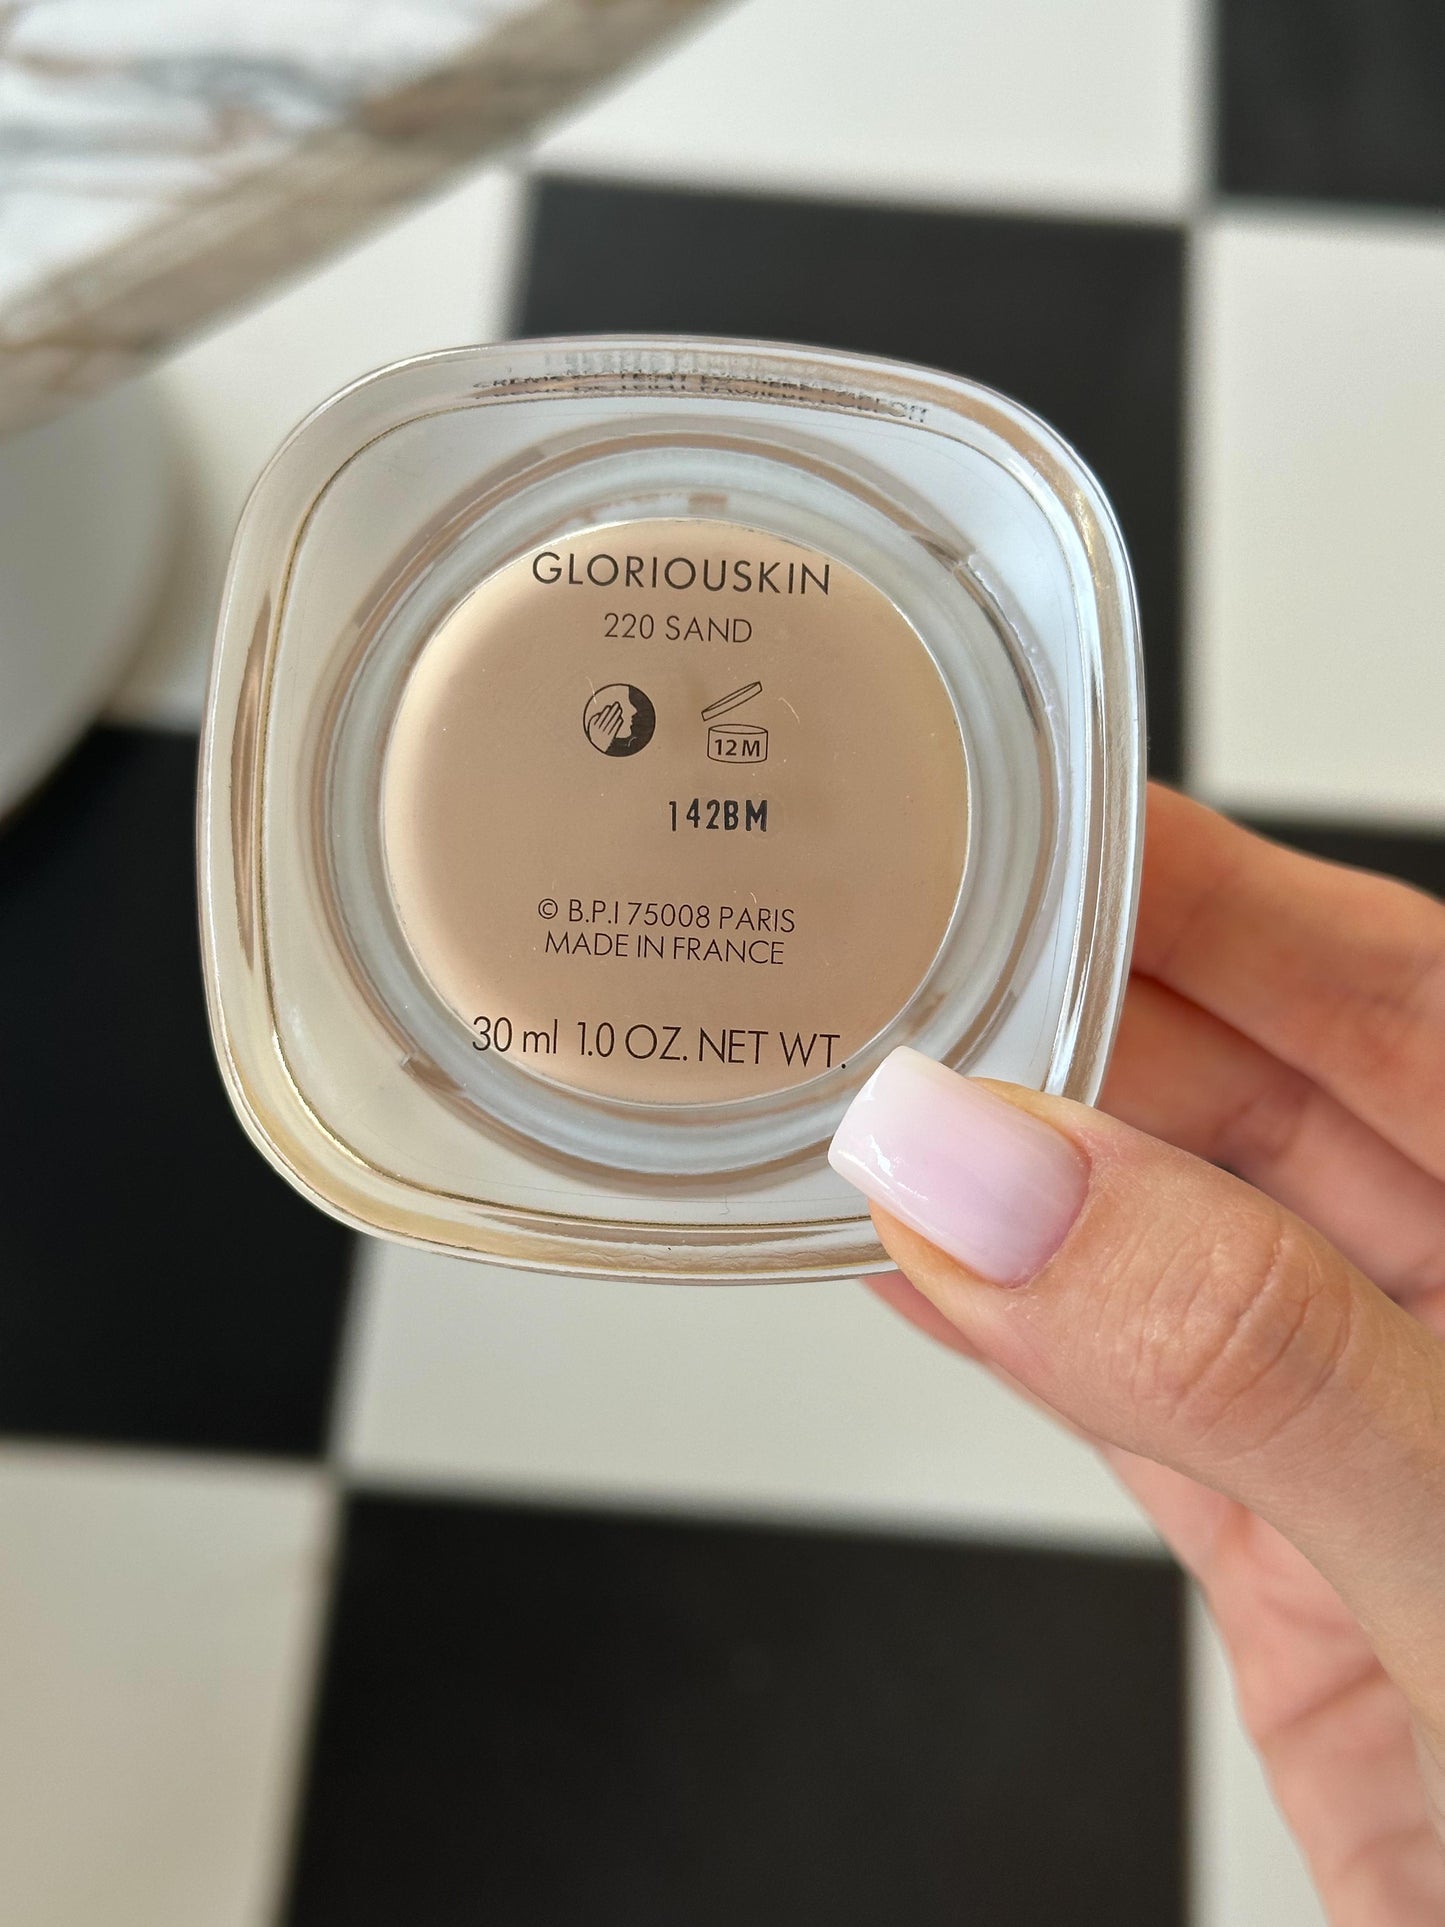 GLORIOUSKIN
220 SAND
12M
142BM
© B.P.I 75008 PARIS
MADE IN FRANCE
30 ml 1.0 OZ. NET WT.